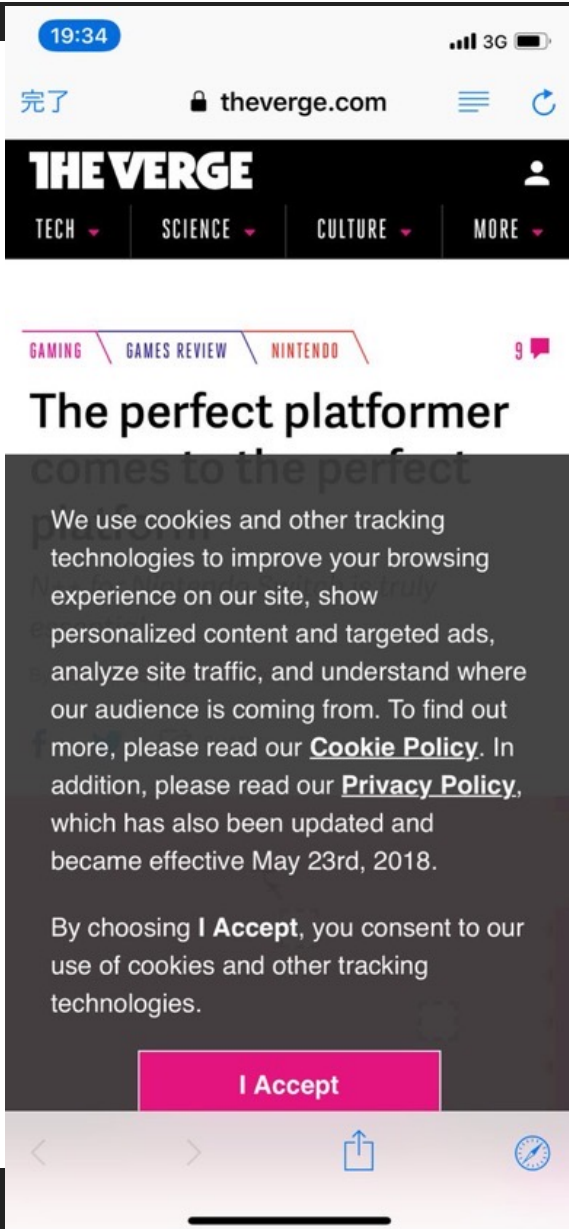 19:34
3G
完了
theverge.com
THE VERGE
TECH
SCIENCE
CULTURE
MORE
GAMING
GAMES REVIEW
NINTENDO
9
The perfect platformer
comes to the perfect
platform
We use cookies and other tracking
technologies to improve your browsing
experience on our site, show
personalized content and targeted ads,
analyze site traffic, and understand where
our audience is coming from. To find out
more, please read our Cookie Policy. In
addition, please read our Privacy Policy,
which has also been updated and
became effective May 23rd, 2018.
By choosing I Accept, you consent to our
use of cookies and other tracking
technologies.
I Accept